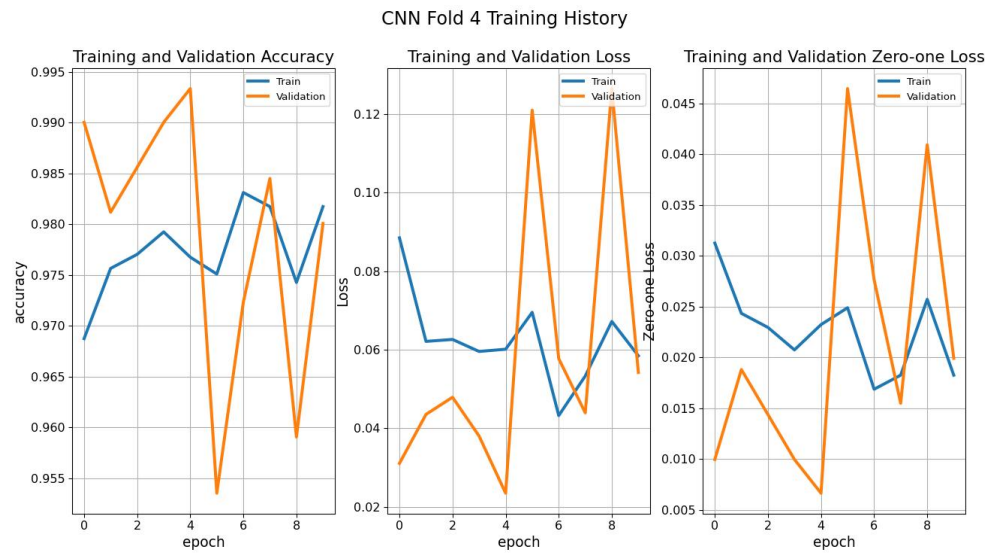 CNN Fold 4 Training History
Training and Validation Accuracy
0.995
0.990
0.985
0.980
0.975
0.970
0.965
0.960
0.955
accuracy
Train
Validation
0 2 4 6 8
epoch
Training and Validation Loss
0.12
0.10
0.08
0.06
0.04
0.02
Loss
Train
Validation
0 2 4 6 8
epoch
Training and Validation Zero-one Loss
0.045
0.040
0.035
0.030
0.025
0.020
0.015
0.010
0.005
Zero-one Loss
Train
Validation
0 2 4 6 8
epoch